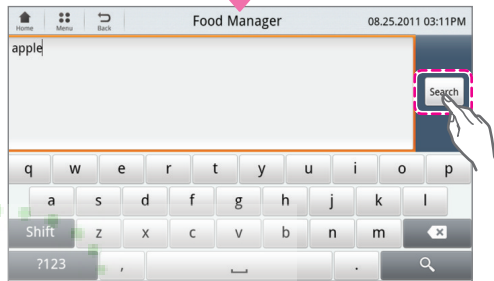 Home Menu Back Food Manager 08.25.2011 03:11PM
apple
Search
q w e r t y u i o p
a s d f g h j k l
Shift z x c v b n m
?123 , .